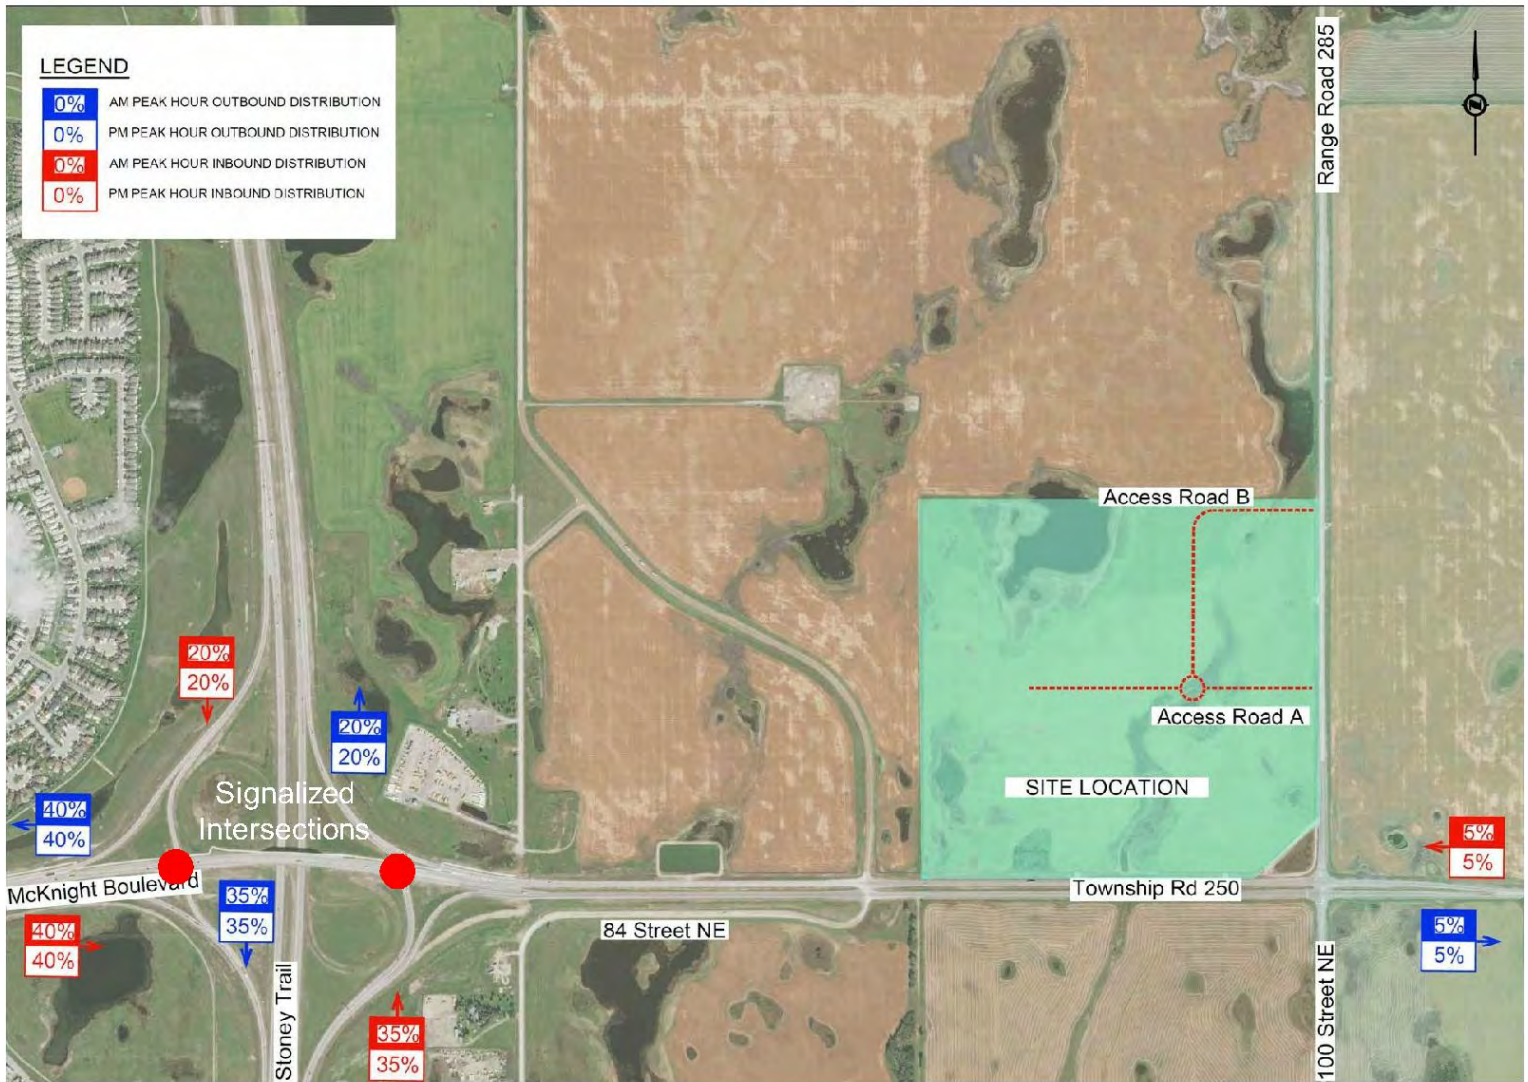 LEGEND
0% AM PEAK HOUR OUTBOUND DISTRIBUTION
0% PM PEAK HOUR OUTBOUND DISTRIBUTION
0% AM PEAK HOUR INBOUND DISTRIBUTION
0% PM PEAK HOUR INBOUND DISTRIBUTION
Range Road 285
Access Road B
Access Road A
SITE LOCATION
20%
20%
20%
20%
Signalized
Intersections
40%
40%
McKnight Boulevard
35%
35%
40%
40%
Stoney Trail
35%
35%
84 Street NE
Township Rd 250
5%
5%
5%
5%
100 Street NE